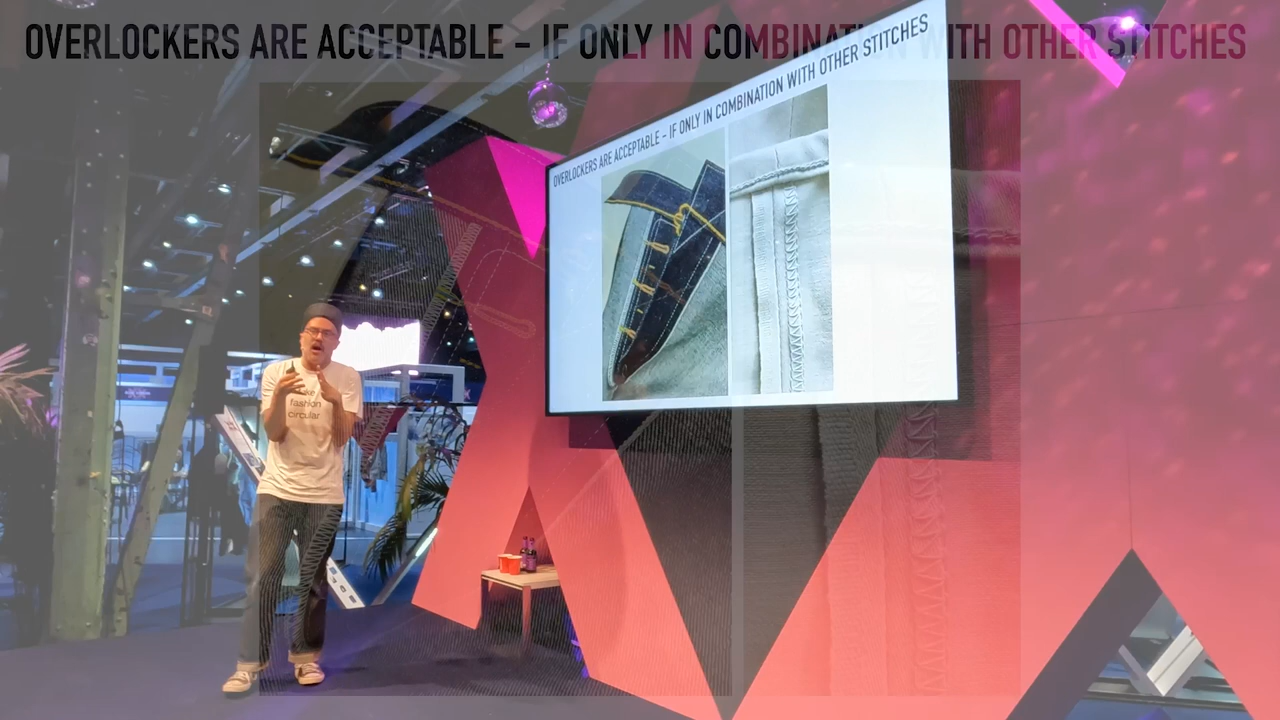 OVERLOCKERS ARE ACCEPTABLE - IF ONLY IN COMBINATION WITH OTHER STITCHES
OVERLOCKERS ARE ACCEPTABLE - IF ONLY IN COMBINATION WITH OTHER STITCHES
fashion
circular